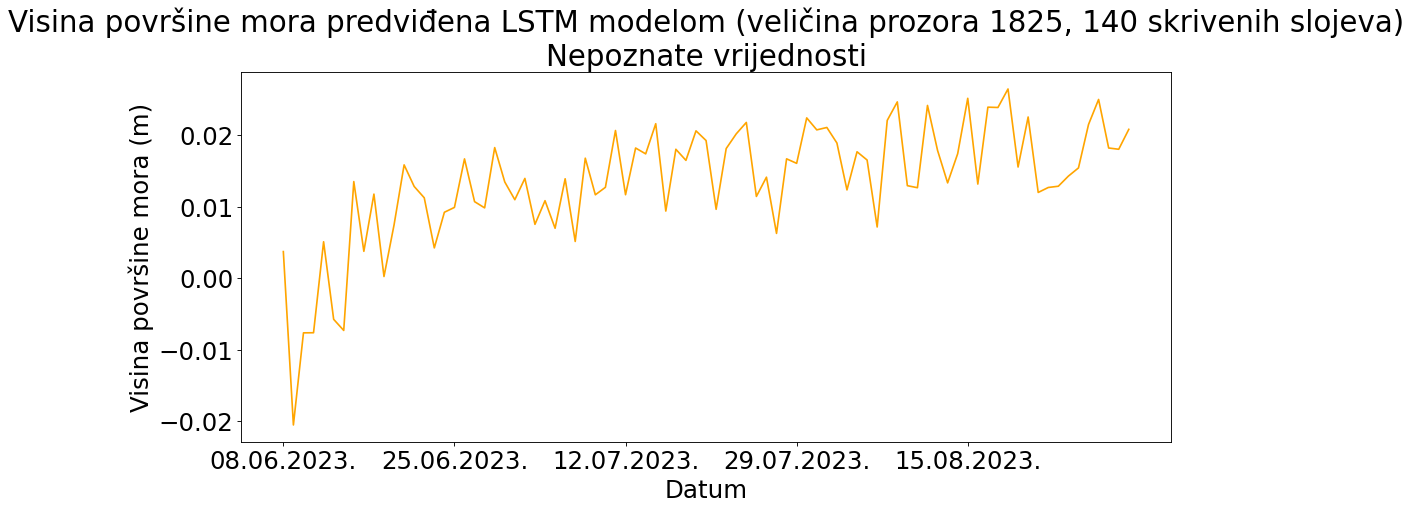 Visina površine mora predviđena LSTM modelom (veličina prozora 1825, 140 skrivenih slojeva)
Nepoznate vrijednosti
Visina površine mora (m)
0.02
0.01
0.00
−0.01
−0.02
08.06.2023. 25.06.2023. 12.07.2023. 29.07.2023. 15.08.2023.
Datum